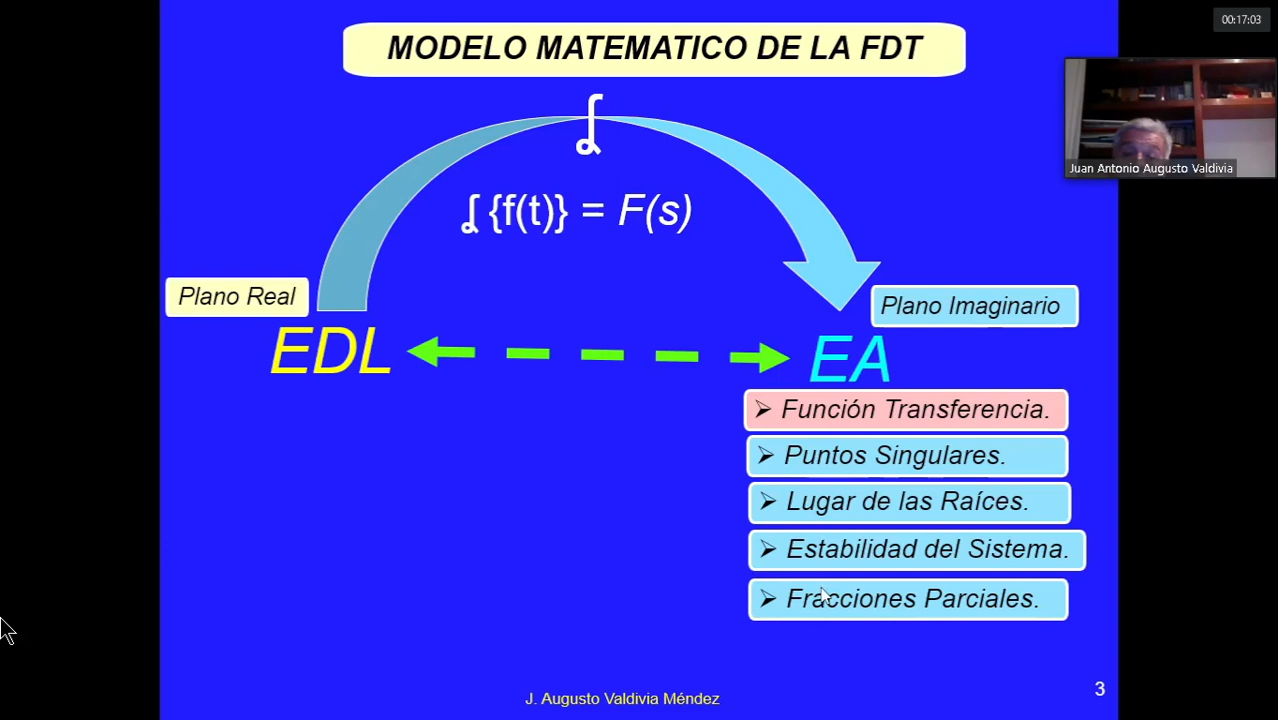 00:17:03
MODELO MATEMATICO DE LA FDT
Juan Antonio Augusto Valdivia
{f(t)} = F(s)
Plano Real
Plano Imaginario
EDL
EA
➢ Función Transferencia.
➢ Puntos Singulares.
➢ Lugar de las Raíces.
➢ Estabilidad del Sistema.
➢ Fracciones Parciales.
J. Augusto Valdivia Méndez
3